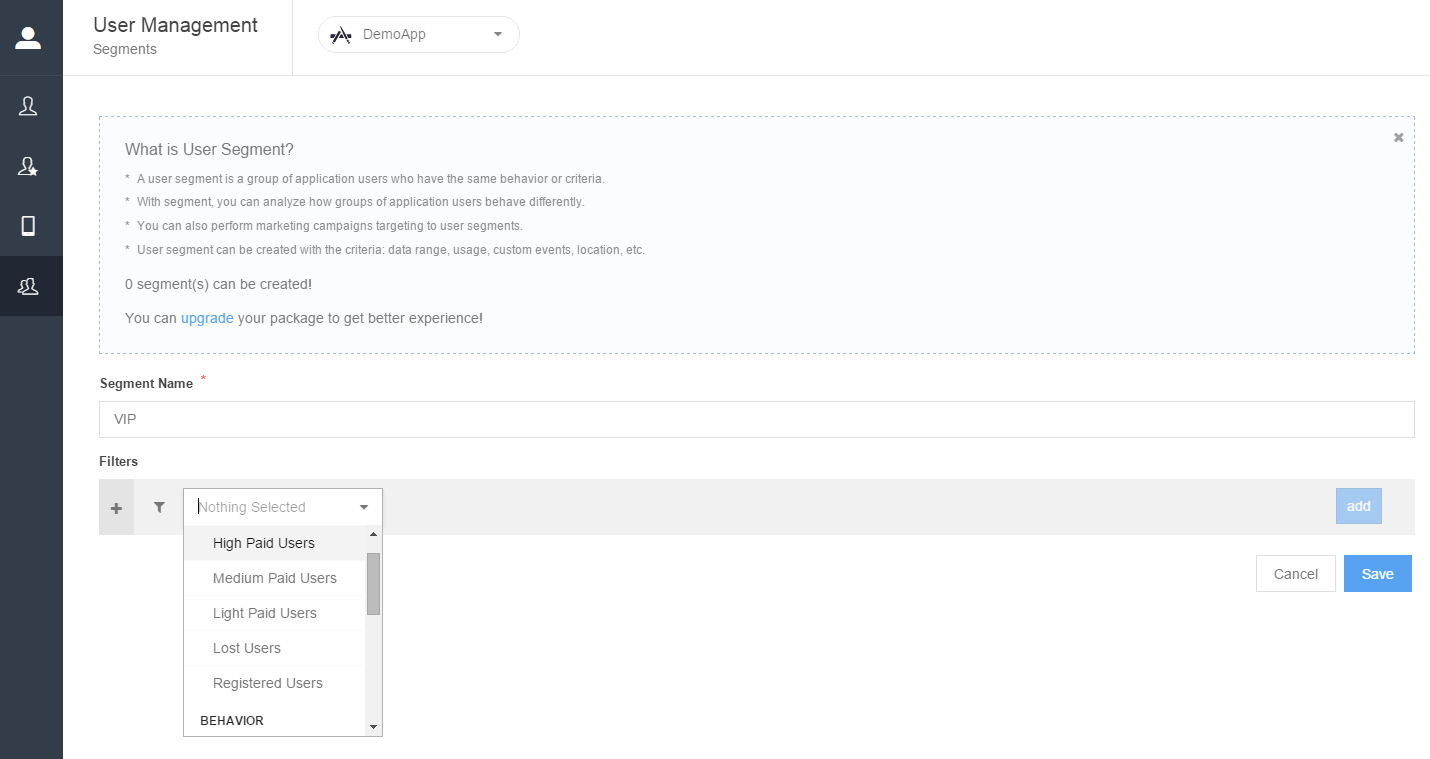 User Management
Segments
DemoApp
What is User Segment?
* A user segment is a group of application users who have the same behavior or criteria.
* With segment, you can analyze how groups of application users behave differently.
* You can also perform marketing campaigns targeting to user segments.
* User segment can be created with the criteria: data range, usage, custom events, location, etc.
0 segment(s) can be created!
You can upgrade your package to get better experience!
Segment Name *
VIP
Filters
Nothing Selected
add
High Paid Users
Medium Paid Users
Light Paid Users
Lost Users
Registered Users
BEHAVIOR
Cancel
Save